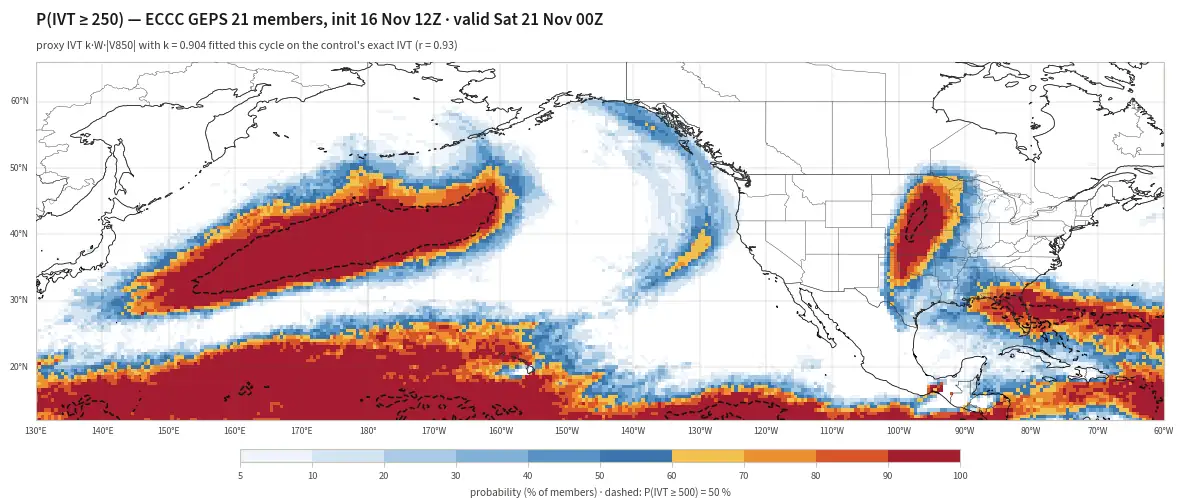 P(IVT ≥ 250) — ECCC GEPS 21 members, init 16 Nov 12Z · valid Sat 21 Nov 00Z
proxy IVT k·W·|V850| with k = 0.904 fitted this cycle on the control's exact IVT (r = 0.93)
60°N
50°N
40°N
30°N
20°N
130°E 140°E 150°E 160°E 170°E 180° 170°W 160°W 150°W 140°W 130°W 120°W 110°W 100°W 90°W 80°W 70°W 60°W
5 10 20 30 40 50 60 70 80 90 100
probability (% of members) · dashed: P(IVT ≥ 500) = 50 %